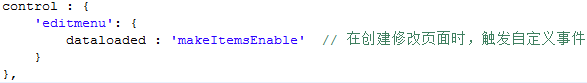 control : {
'editmenu': {
dataloaded : 'makeItemsEnable' // 在创建修改页面时，触发自定义事件
}
},